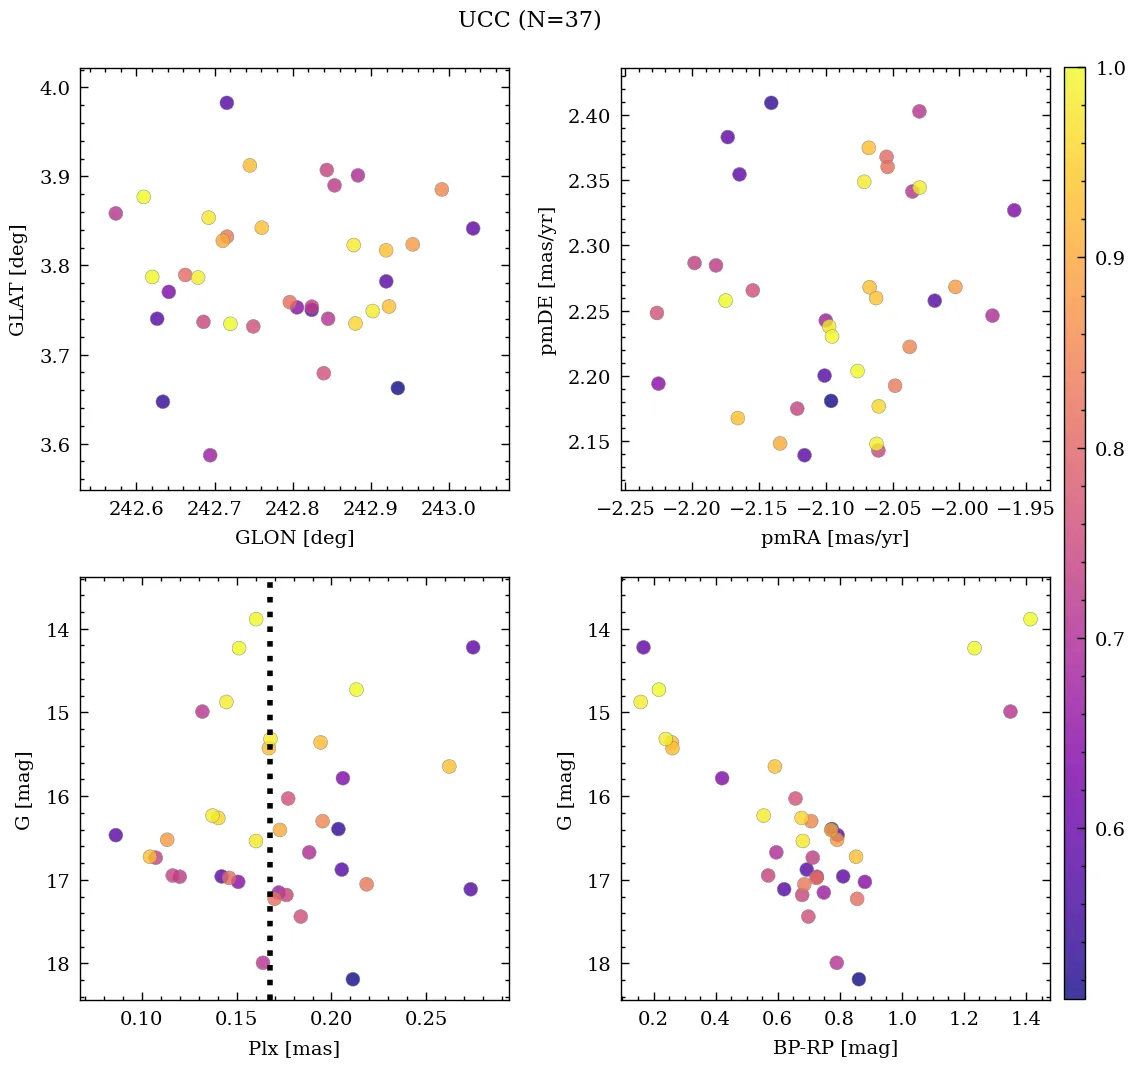 UCC (N=37)
4.0
3.9
3.8
3.7
3.6
GLAT [deg]
242.6 242.7 242.8 242.9 243.0
GLON [deg]
2.40
2.35
2.30
2.25
2.20
2.15
pmDE [mas/yr]
−2.25 −2.20 −2.15 −2.10 −2.05 −2.00 −1.95
pmRA [mas/yr]
1.0
0.9
0.8
0.7
0.6
14
15
16
17
18
G [mag]
0.10 0.15 0.20 0.25
Plx [mas]
14
15
16
17
18
G [mag]
0.2 0.4 0.6 0.8 1.0 1.2 1.4
BP-RP [mag]